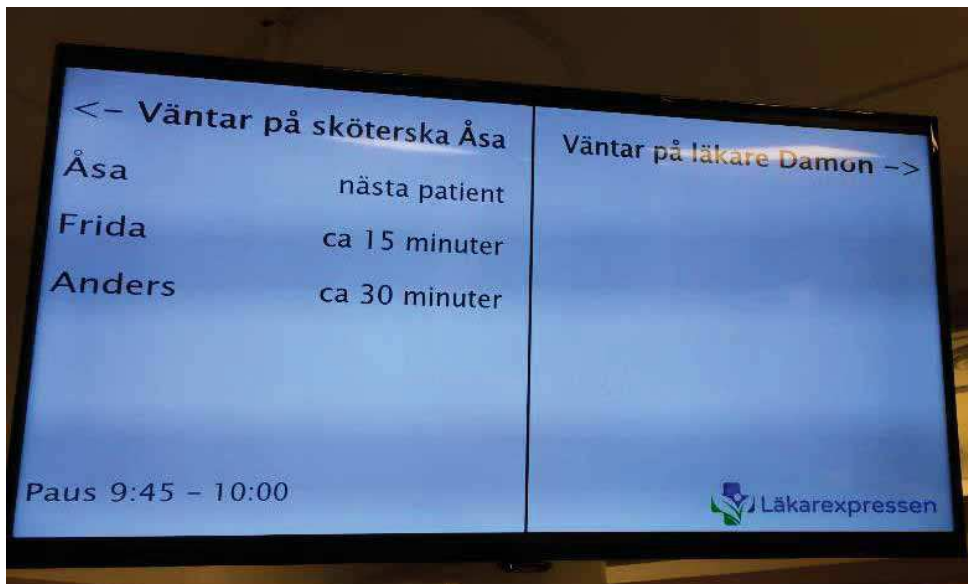 <- Väntar på sköterska Åsa
Åsa nästa patient
Frida ca 15 minuter
Anders ca 30 minuter
Paus 9:45 - 10:00
Väntar på läkare Damon ->
Läkarexpressen